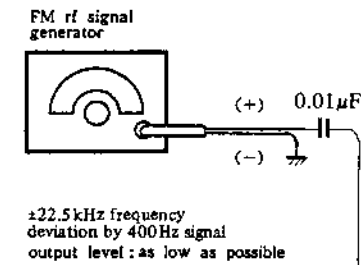 FM rf signal
generator
(+) 0.01μF
(−)
±22.5kHz frequency
deviation by 400Hz signal
output level : as low as possible